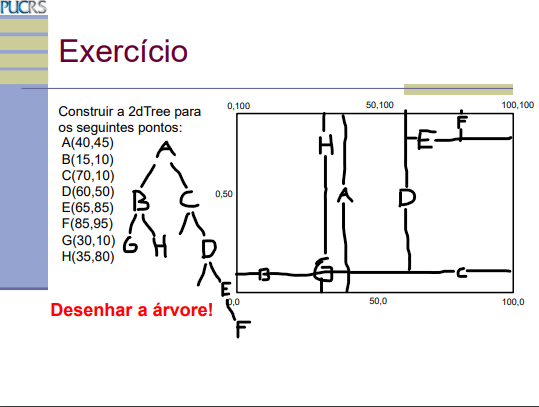 PUCRS
Exercício
Construir a 2dTree para
os seguintes pontos:
A(40,45)
B(15,10)
C(70,10)
D(60,50)
E(65,85)
F(85,95)
G(30,10)
H(35,80)
Desenhar a árvore!
A
B C
G H D
E
F
0,100 50,100 100,100
F
H E
0,50 A D
B G C
0,0 50,0 100,0